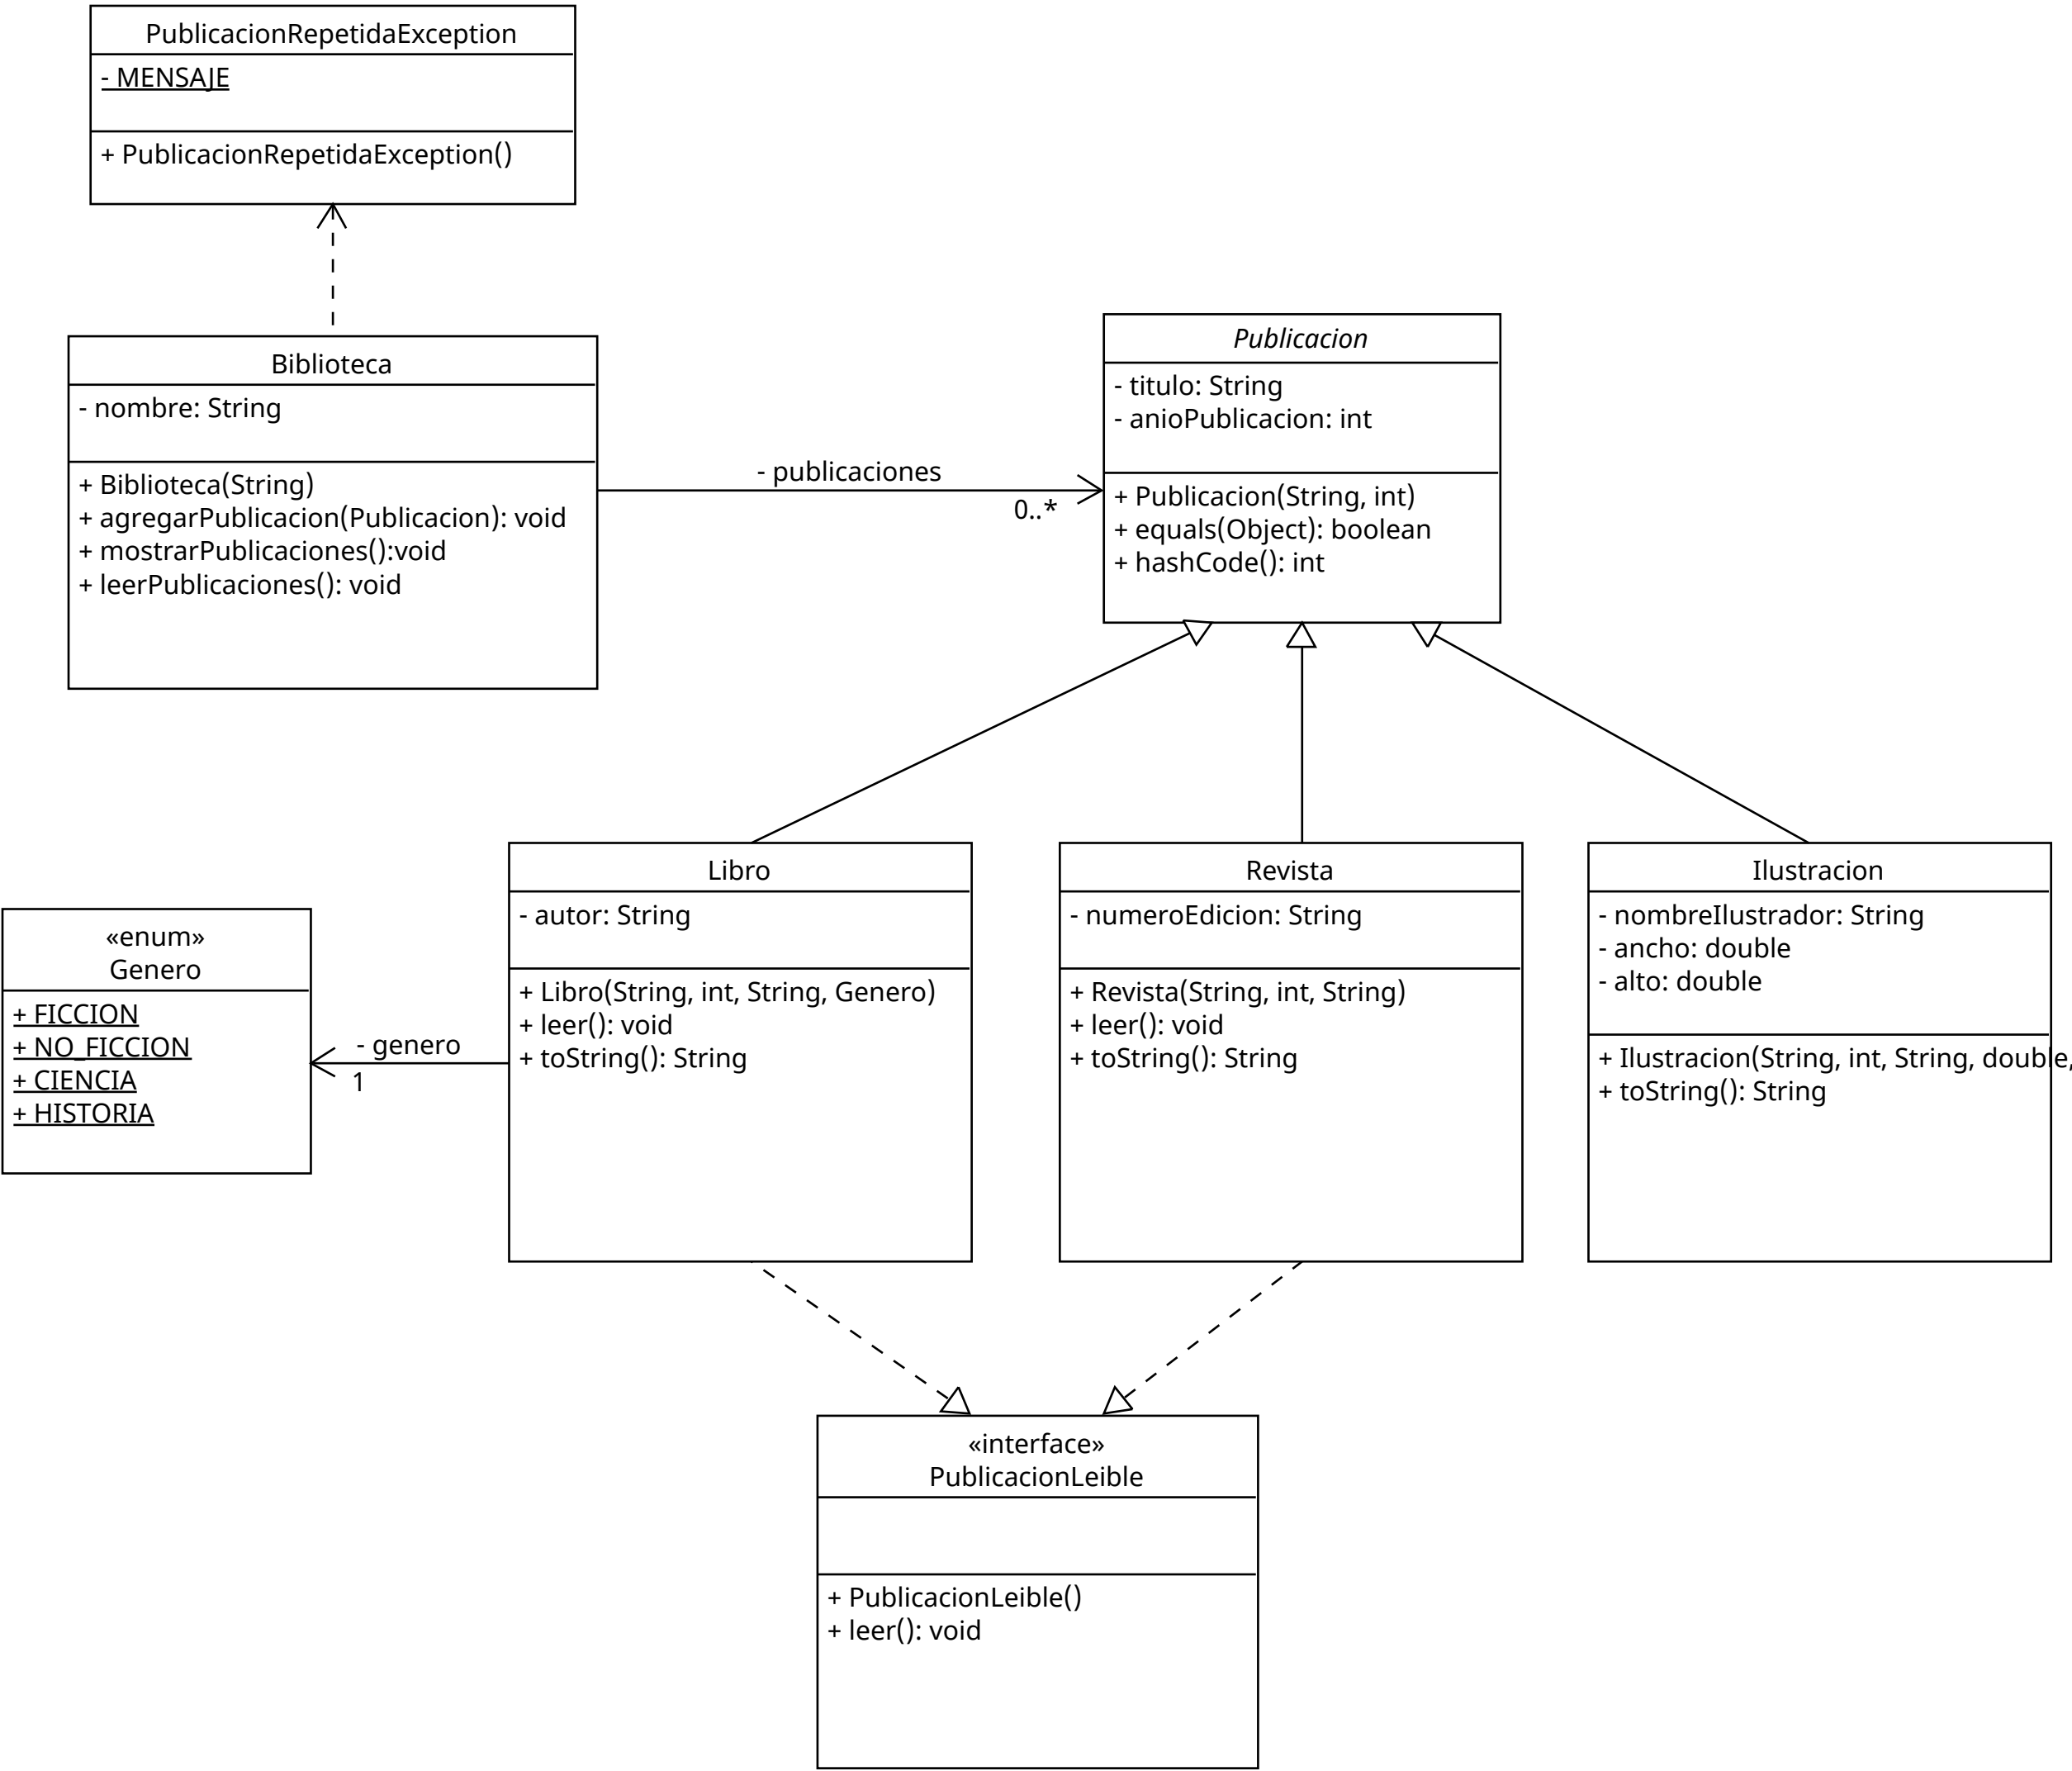 PublicacionRepetidaException
- MENSAJE
+ PublicacionRepetidaException()
Biblioteca
- nombre: String
+ Biblioteca(String)
+ agregarPublicacion(Publicacion): void
+ mostrarPublicaciones():void
+ leerPublicaciones(): void
- publicaciones
0..*
Publicacion
- titulo: String
- anioPublicacion: int
+ Publicacion(String, int)
+ equals(Object): boolean
+ hashCode(): int
«enum»
Genero
+ FICCION
+ NO_FICCION
+ CIENCIA
+ HISTORIA
- genero
1
Libro
- autor: String
+ Libro(String, int, String, Genero)
+ leer(): void
+ toString(): String
Revista
- numeroEdicion: String
+ Revista(String, int, String)
+ leer(): void
+ toString(): String
Ilustracion
- nombreIlustrador: String
- ancho: double
- alto: double
+ Ilustracion(String, int, String, double,
+ toString(): String
«interface»
PublicacionLeible
+ PublicacionLeible()
+ leer(): void